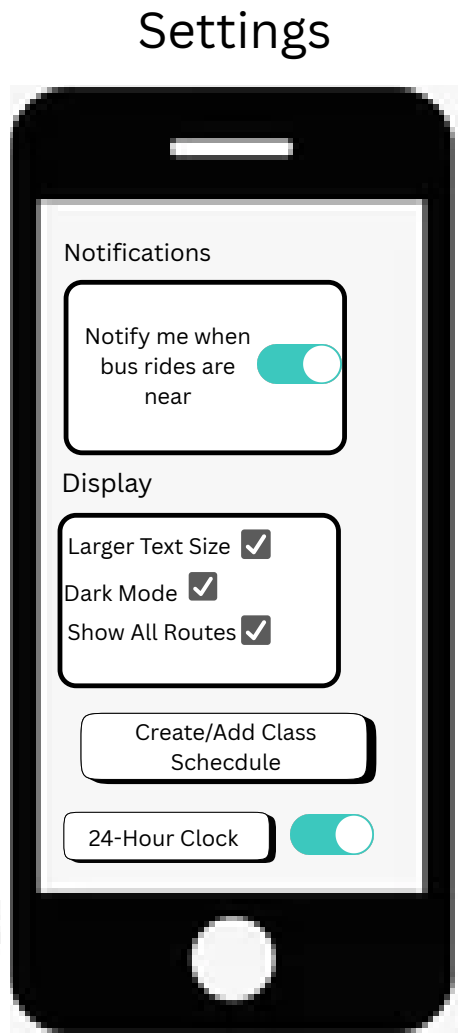 Settings
Notifications
Notify me when
bus rides are
near
Display
Larger Text Size
Dark Mode
Show All Routes
Create/Add Class
Schecdule
24-Hour Clock